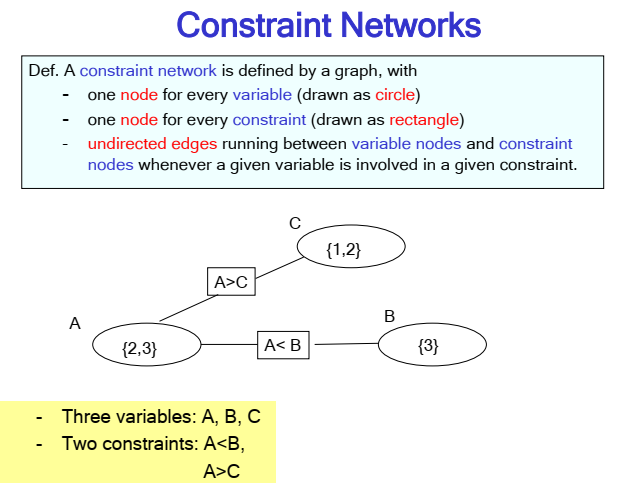 Constraint Networks
Def. A constraint network is defined by a graph, with
- one node for every variable (drawn as circle)
- one node for every constraint (drawn as rectangle)
- undirected edges running between variable nodes and constraint
nodes whenever a given variable is involved in a given constraint.
C
{1,2}
A>C
A
B
{2,3}
A< B
{3}
- Three variables: A, B, C
- Two constraints: A<B,
A>C